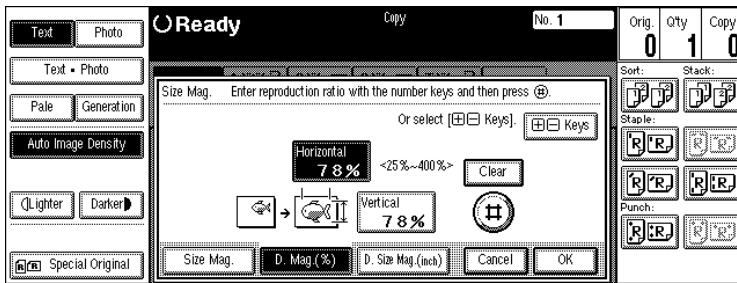 Text
Photo
Text • Photo
Pale
Generation
Auto Image Density
Lighter
Darker
Special Original
Ready
Copy
No. 1
Orig.
Q'ty
Copy
0
1
0
Size Mag.
Enter reproduction ratio with the number keys and then press ⌗.
Or select [⊞⊟ Keys].
⊞⊟ Keys
Horizontal
78%
<25%~400%>
Clear
Vertical
78%
#
Size Mag.
D. Mag.(%)
D. Size Mag.(inch)
Cancel
OK
Sort:
Stack:
Staple:
Punch: